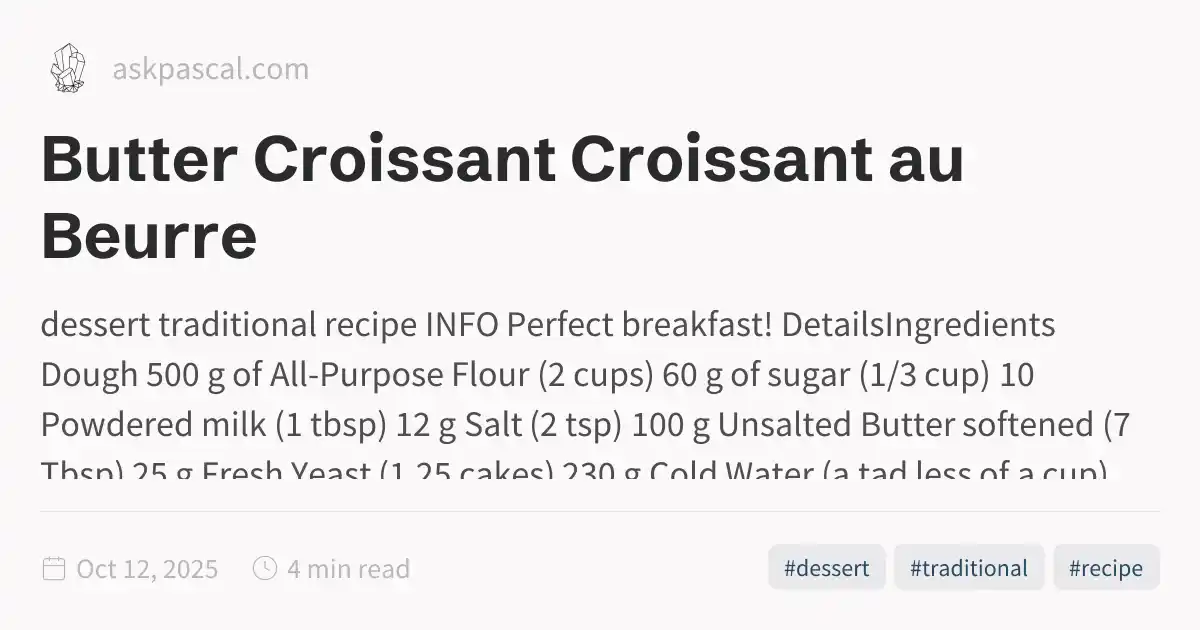 askpascal.com
Butter Croissant Croissant au
Beurre
dessert traditional recipe INFO Perfect breakfast! DetailsIngredients
Dough 500 g of All-Purpose Flour (2 cups) 60 g of sugar (1/3 cup) 10
Powdered milk (1 tbsp) 12 g Salt (2 tsp) 100 g Unsalted Butter softened (7
Tbsp) 25 g Fresh Yeast (1.25 cakes) 230 g Cold Water (a tad less of a cup)
Oct 12, 2025 4 min read #dessert #traditional #recipe